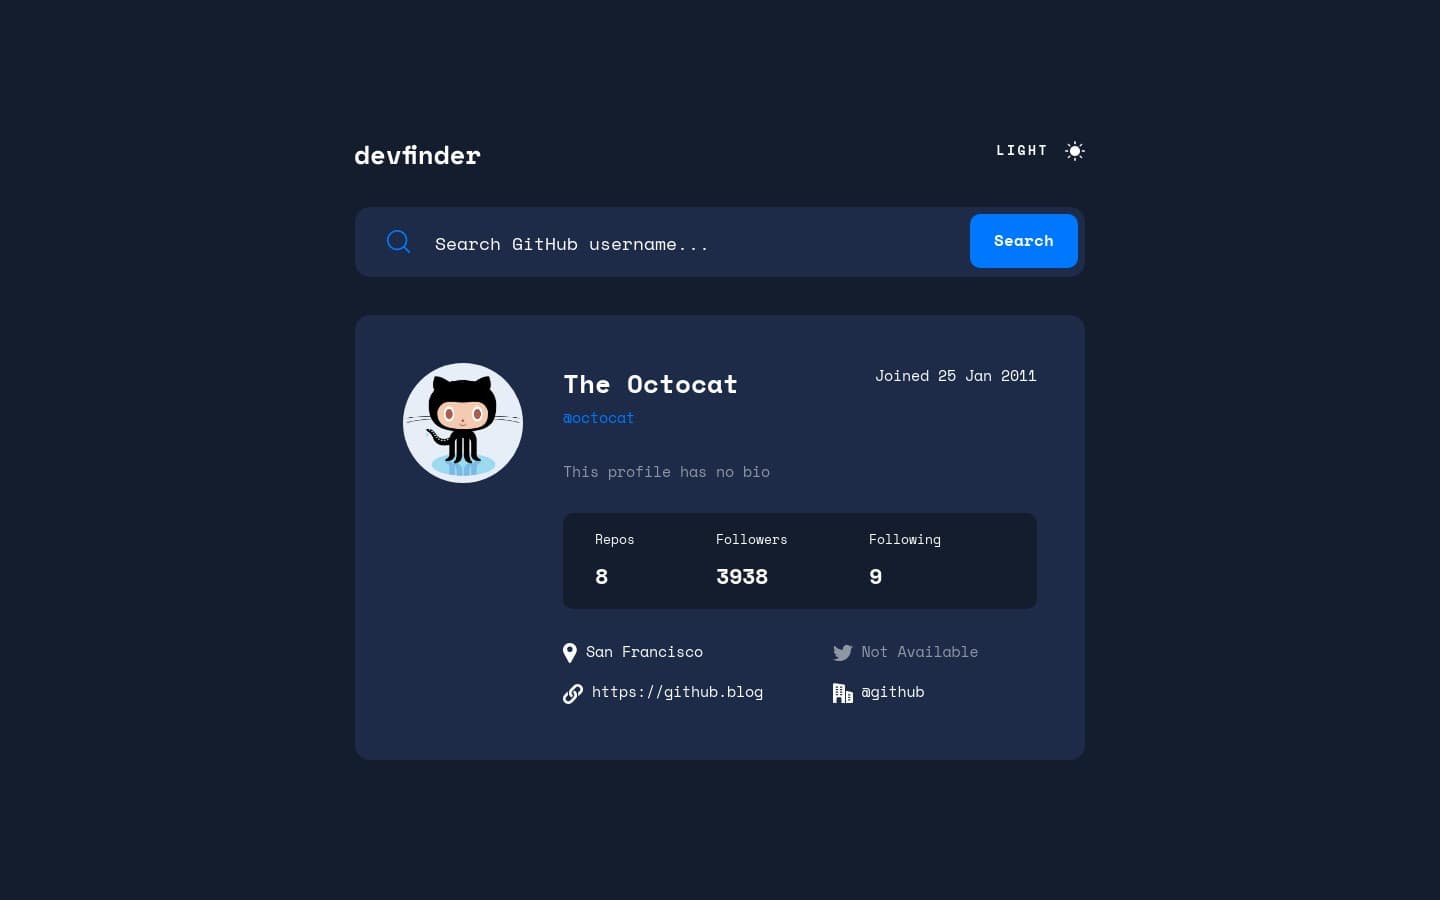 devfinder
LIGHT
Search GitHub username...
Search
The Octocat
Joined 25 Jan 2011
@octocat
This profile has no bio
Repos Followers Following
8 3938 9
San Francisco
Not Available
https://github.blog
@github